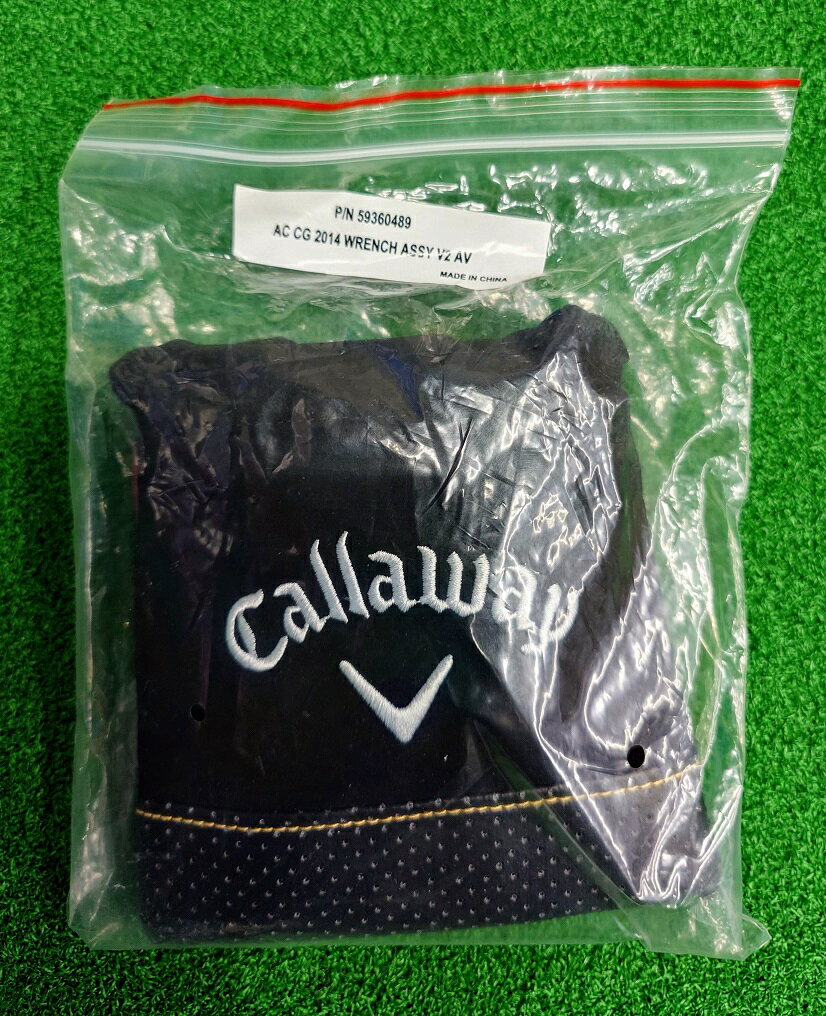 P/N 59360489
AC CG 2014 WRENCH ASSY V2 AV
MADE IN CHINA
Callaway